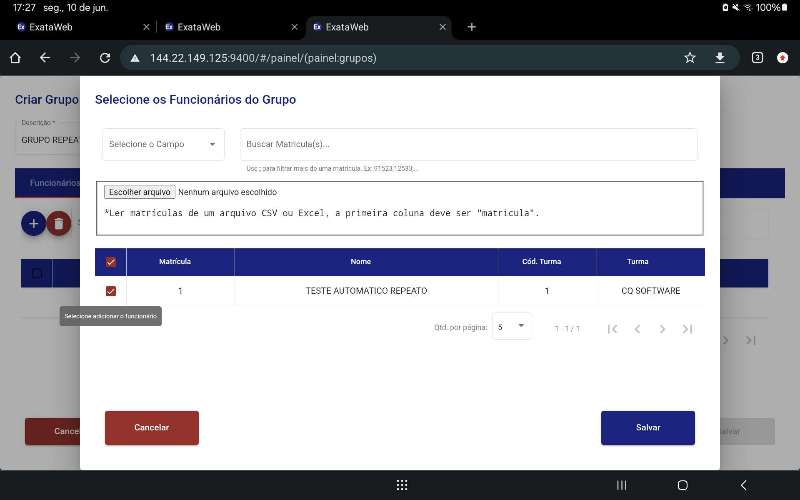 17:27 seg., 10 de jun. 100%
ExataWeb ExataWeb ExataWeb
144.22.149.125:9400/#/painel/(painel:grupos) 3
Criar Grupo
Descrição *
GRUPO REPEA
Funcionários
Selecione os Funcionários do Grupo
Selecione o Campo Buscar Matrícula(s)...
Use ; para filtrar mais de uma matrícula. Ex: 91523;12533;...
Escolher arquivo Nenhum arquivo escolhido
*Ler matrículas de um arquivo CSV ou Excel, a primeira coluna deve ser "matricula".
Matrícula Nome Cód. Turma Turma
1 TESTE AUTOMATICO REPEATO 1 CQ SOFTWARE
Selecione adicionar o funcionário
Qtd. por página: 5 1 - 1 / 1
Cancelar Salvar
Cancel alvar